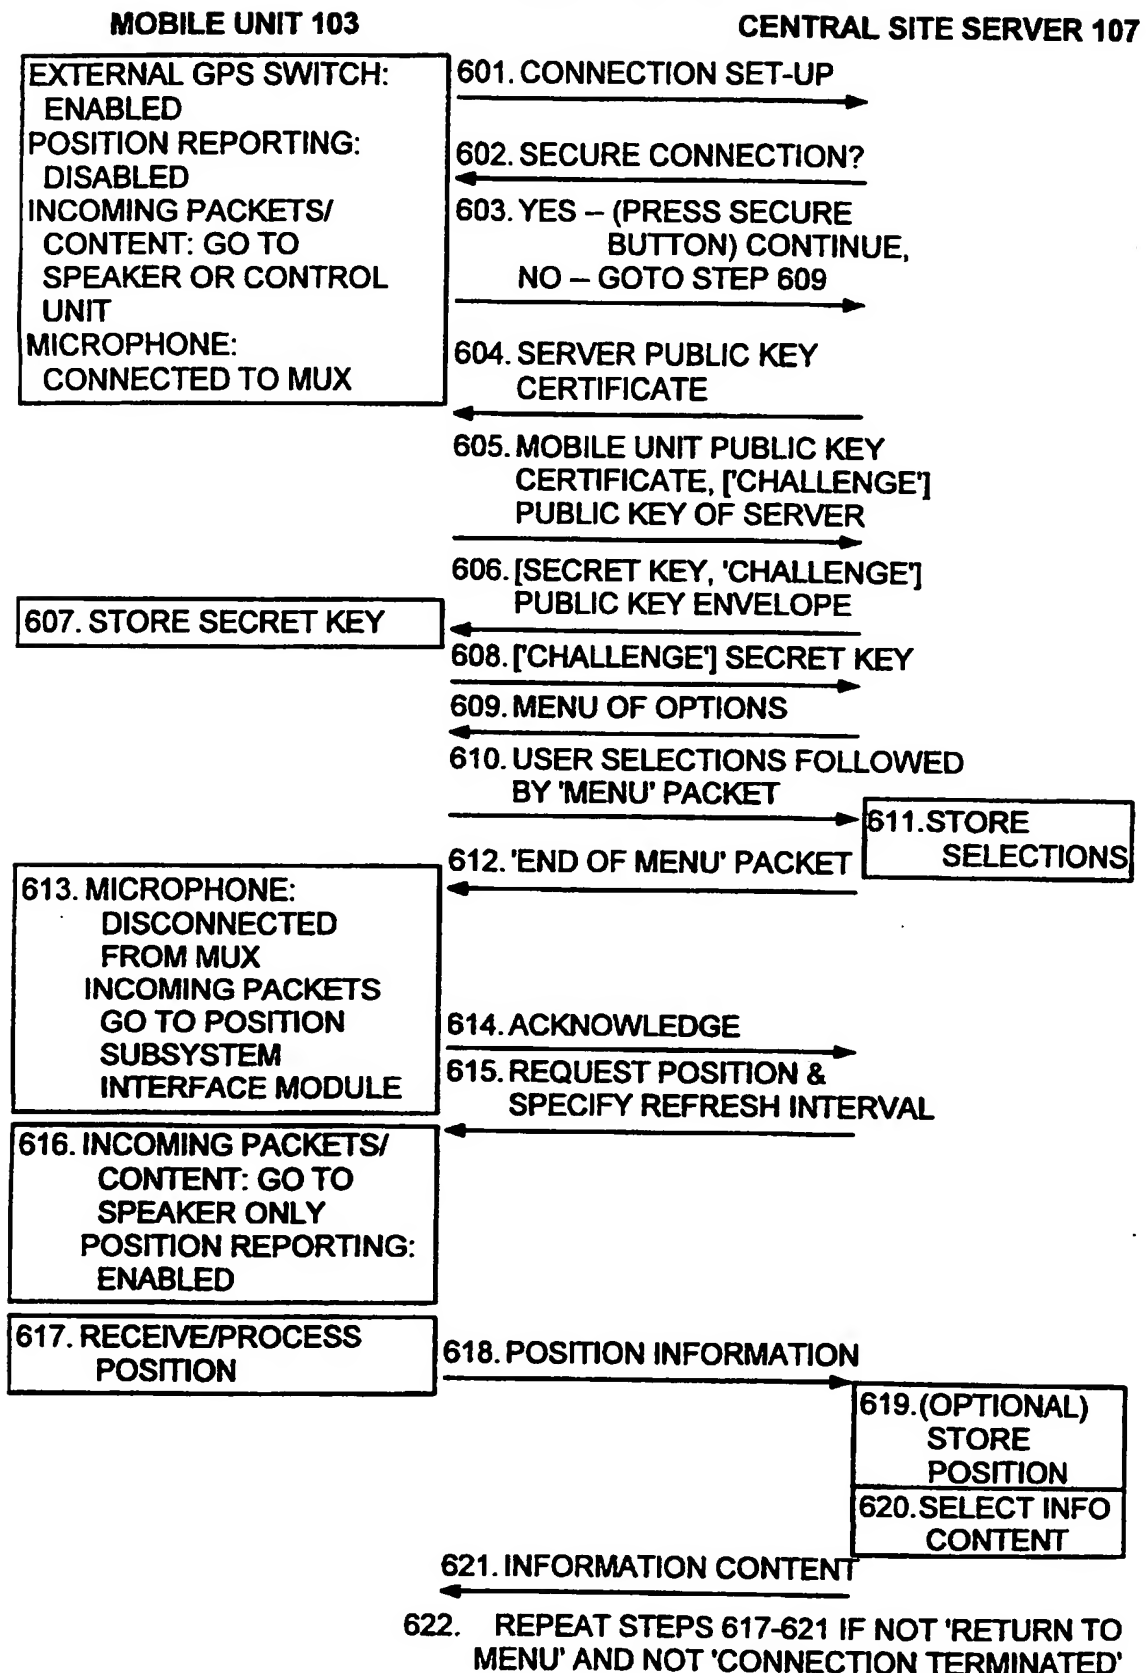 MOBILE UNIT 103
CENTRAL SITE SERVER 107
EXTERNAL GPS SWITCH:
ENABLED
POSITION REPORTING:
DISABLED
INCOMING PACKETS/
CONTENT: GO TO
SPEAKER OR CONTROL
UNIT
MICROPHONE:
CONNECTED TO MUX
601. CONNECTION SET-UP
602. SECURE CONNECTION?
603. YES – (PRESS SECURE
BUTTON) CONTINUE,
NO – GOTO STEP 609
604. SERVER PUBLIC KEY
CERTIFICATE
605. MOBILE UNIT PUBLIC KEY
CERTIFICATE, ['CHALLENGE']
PUBLIC KEY OF SERVER
606. [SECRET KEY, 'CHALLENGE']
PUBLIC KEY ENVELOPE
607. STORE SECRET KEY
608. ['CHALLENGE'] SECRET KEY
609. MENU OF OPTIONS
610. USER SELECTIONS FOLLOWED
BY 'MENU' PACKET
611. STORE
SELECTIONS
612. 'END OF MENU' PACKET
613. MICROPHONE:
DISCONNECTED
FROM MUX
INCOMING PACKETS
GO TO POSITION
SUBSYSTEM
INTERFACE MODULE
614. ACKNOWLEDGE
615. REQUEST POSITION &
SPECIFY REFRESH INTERVAL
616. INCOMING PACKETS/
CONTENT: GO TO
SPEAKER ONLY
POSITION REPORTING:
ENABLED
617. RECEIVE/PROCESS
POSITION
618. POSITION INFORMATION
619. (OPTIONAL)
STORE
POSITION
620. SELECT INFO
CONTENT
621. INFORMATION CONTENT
622. REPEAT STEPS 617-621 IF NOT 'RETURN TO
MENU' AND NOT 'CONNECTION TERMINATED'